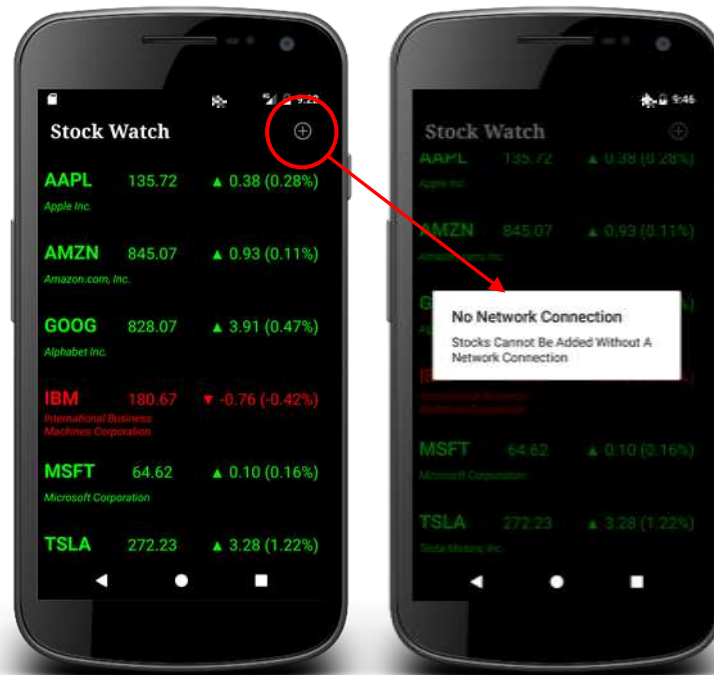 9:22
Stock Watch
AAPL 135.72 ▲ 0.38 (0.28%)
Apple Inc.
AMZN 845.07 ▲ 0.93 (0.11%)
Amazon.com, Inc.
GOOG 828.07 ▲ 3.91 (0.47%)
Alphabet Inc.
IBM 180.67 ▼ -0.76 (-0.42%)
International Business
Machines Corporation
MSFT 64.62 ▲ 0.10 (0.16%)
Microsoft Corporation
TSLA 272.23 ▲ 3.28 (1.22%)
9:46
Stock Watch
AAPL 135.72 ▲ 0.38 (0.28%)
Apple Inc.
AMZN 845.07 ▲ 0.93 (0.11%)
Amazon.com, Inc.
No Network Connection
Stocks Cannot Be Added Without A
Network Connection
MSFT 64.62 ▲ 0.10 (0.16%)
Microsoft Corporation
TSLA 272.23 ▲ 3.28 (1.22%)
Tesla Motors, Inc.